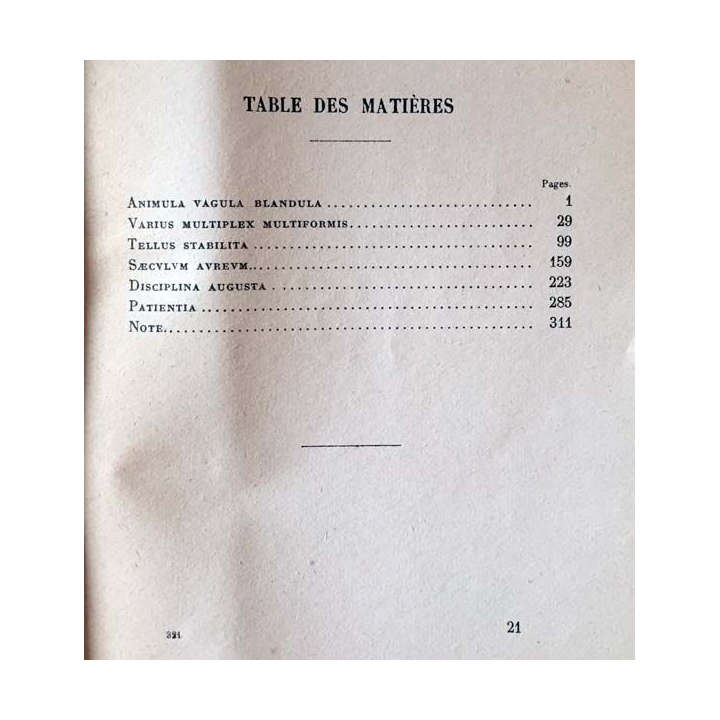 TABLE DES MATIÈRES
Pages.
ANIMULA VAGULA BLANDULA .............................. 1
VARIUS MULTIPLEX MULTIFORMIS........................... 29
TELLUS STABILITA ........................................ 99
SÆCVLVM AVREVM........................................ 159
DISCIPLINA AUGUSTA ..................................... 223
PATIENTIA ............................................... 285
NOTE..................................................... 311
321 21